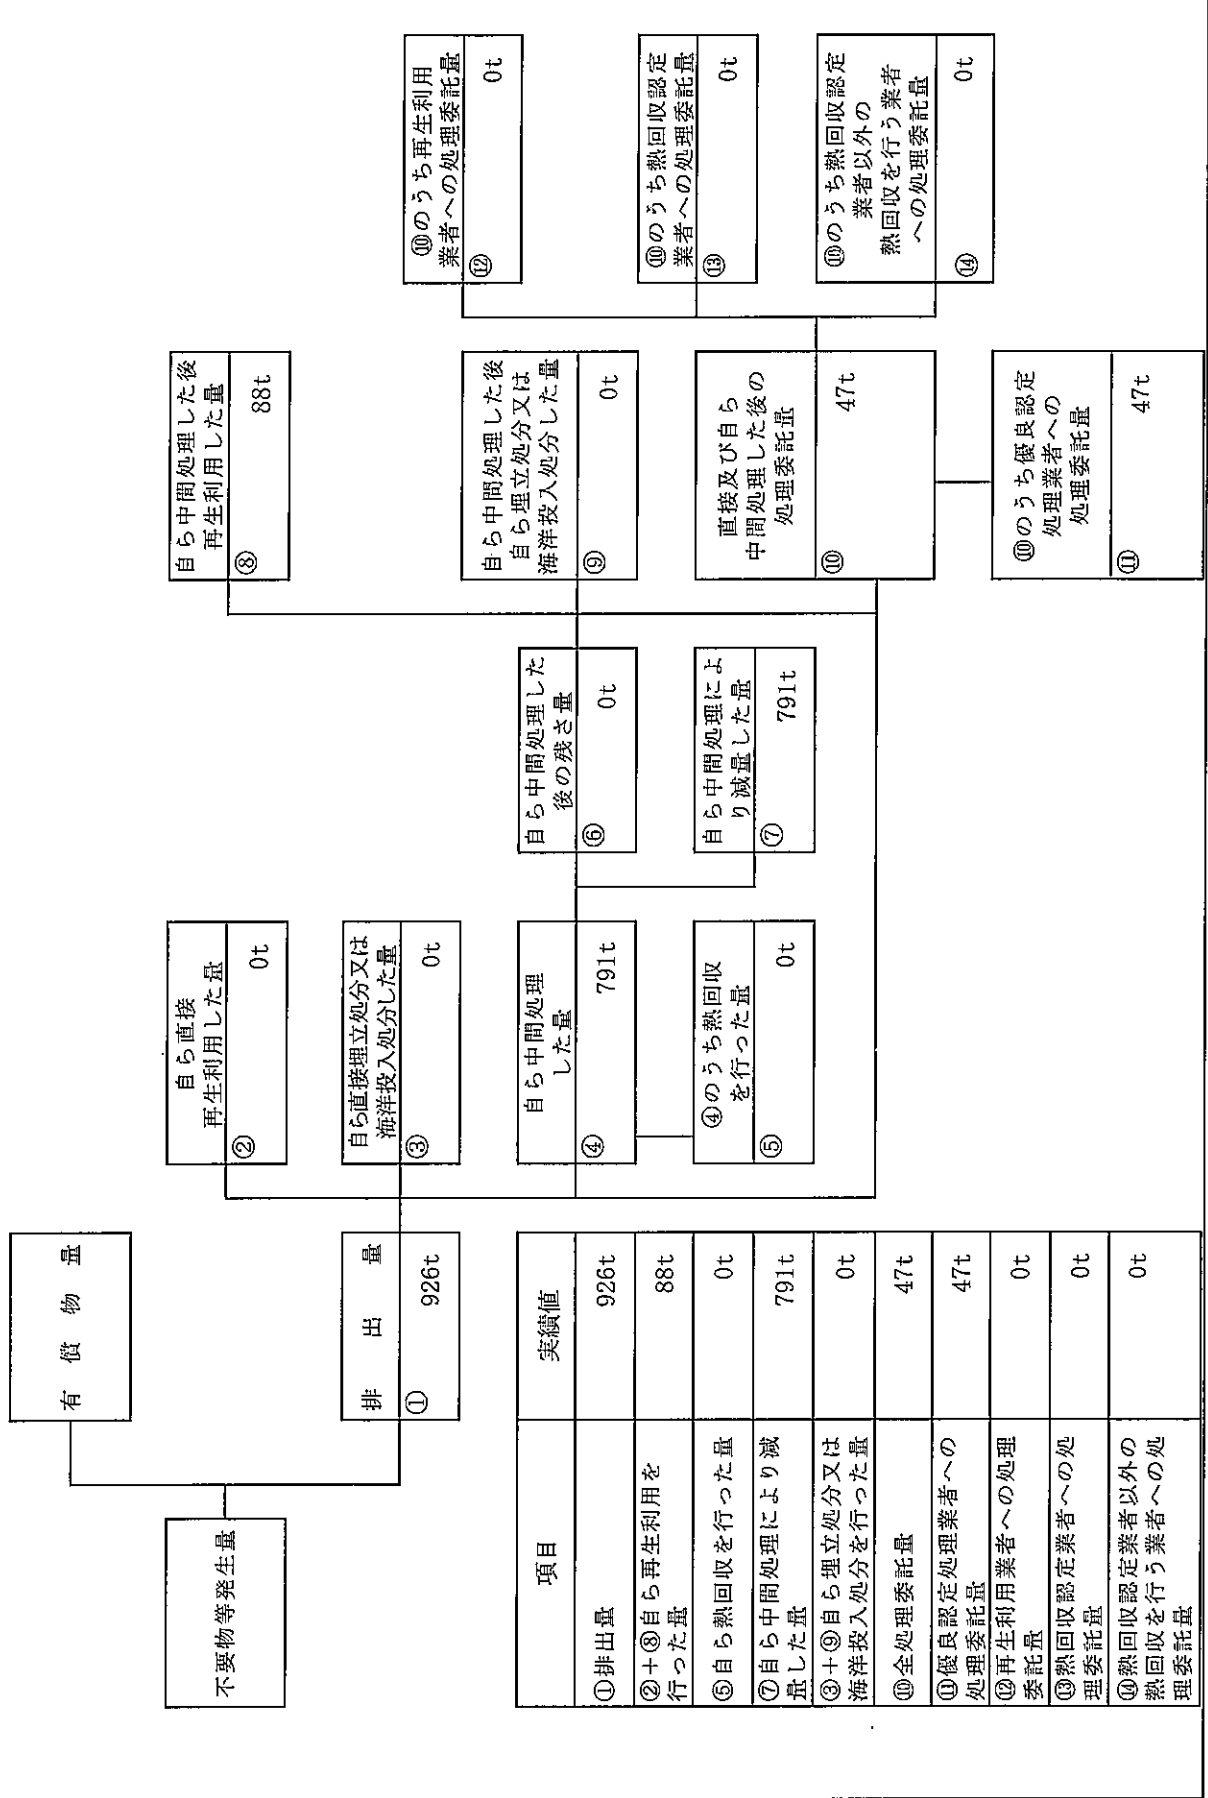 不要物等発生量
有償物量
排出量
①
926t
自ら直接
再生利用した量
②
0t
自ら直接埋立処分又は
海洋投入処分した量
③
0t
自ら中間処理
した量
④
791t
④のうち熱回収
を行った量
⑤
0t
自ら中間処理した
後の残さ量
⑥
0t
自ら中間処理によ
り減量した量
⑦
791t
自ら中間処理した後
再生利用した量
⑧
88t
自ら中間処理した後
自ら埋立処分又は
海洋投入処分した量
⑨
0t
直接及び自ら
中間処理した後の
処理委託量
⑩
47t
⑩のうち優良認定
処理業者への
処理委託量
⑪
47t
⑩のうち再生利用
業者への処理委託量
⑫
0t
⑩のうち熱回収認定
業者への処理委託量
⑬
0t
⑩のうち熱回収認定
業者以外の
熱回収を行う業者
への処理委託量
⑭
0t
項目
実績値
①排出量
926t
②+⑧自ら再生利用を
行った量
88t
⑤自ら熱回収を行った量
0t
⑦自ら中間処理により減
量した量
791t
③+⑨自ら埋立処分又は
海洋投入処分を行った量
0t
⑩全処理委託量
47t
⑪優良認定処理業者への
処理委託量
47t
⑫再生利用業者への処理
委託量
0t
⑬熱回収認定業者への処
理委託量
0t
⑭熱回収認定業者以外の
熱回収を行う業者への処
理委託量
0t